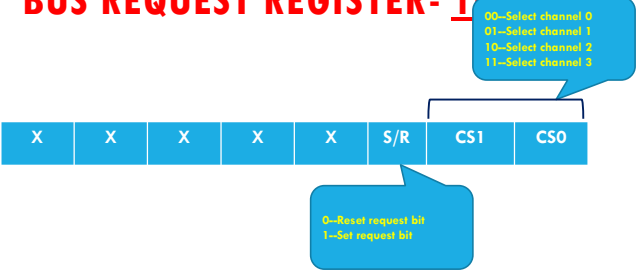 BUS REQUEST REGISTER-
00--Select channel 0
01--Select channel 1
10--Select channel 2
11--Select channel 3
X X X X X S/R CS1 CS0
0--Reset request bit
1--Set request bit